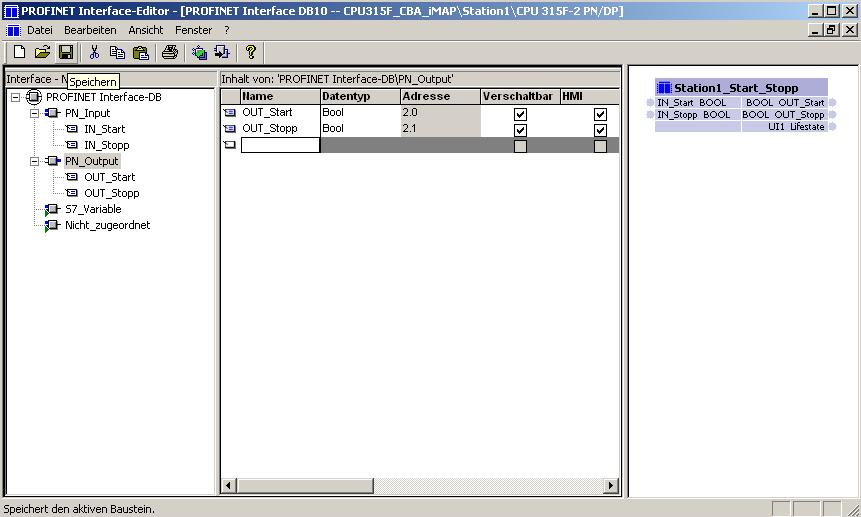 PROFINET Interface-Editor - [PROFINET Interface DB10 -- CPU315F_CBA_iMAP\Station1\CPU 315F-2 PN/DP]
Datei Bearbeiten Ansicht Fenster ?
Interface - N
Speichern
Inhalt von: 'PROFINET Interface-DB\PN_Output'
PROFINET Interface-DB
PN_Input
IN_Start
IN_Stopp
PN_Output
OUT_Start
OUT_Stopp
S7_Variable
Nicht_zugeordnet
Name Datentyp Adresse Verschaltbar HMI
OUT_Start Bool 2.0
OUT_Stopp Bool 2.1
Station1_Start_Stopp
IN_Start BOOL BOOL OUT_Start
IN_Stopp BOOL BOOL OUT_Stopp
UI1 Lifestate
Speichert den aktiven Baustein.